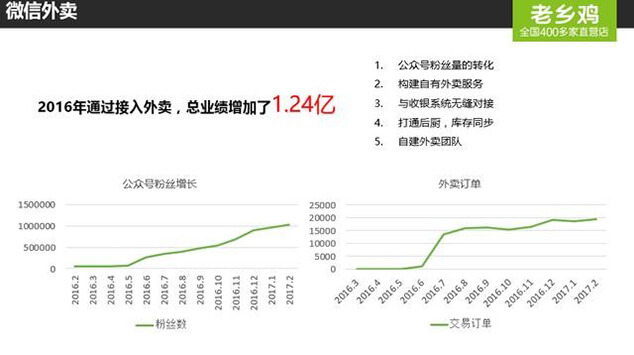 微信外卖
老乡鸡
全国400多家直营店
2016年通过接入外卖，总业绩增加了1.24亿
1. 公众号粉丝量的转化
2. 构建自有外卖服务
3. 与收银系统无缝对接
4. 打通后厨，库存同步
5. 自建外卖团队
公众号粉丝增长
1500000
1000000
500000
0
2016.2
2016.3
2016.4
2016.5
2016.6
2016.7
2016.8
2016.9
2016.10
2016.11
2016.12
2017.1
2017.2
粉丝数
外卖订单
25000
20000
15000
10000
5000
0
2016.3
2016.4
2016.5
2016.6
2016.7
2016.8
2016.9
2016.10
2016.11
2016.12
2017.1
2017.2
交易订单